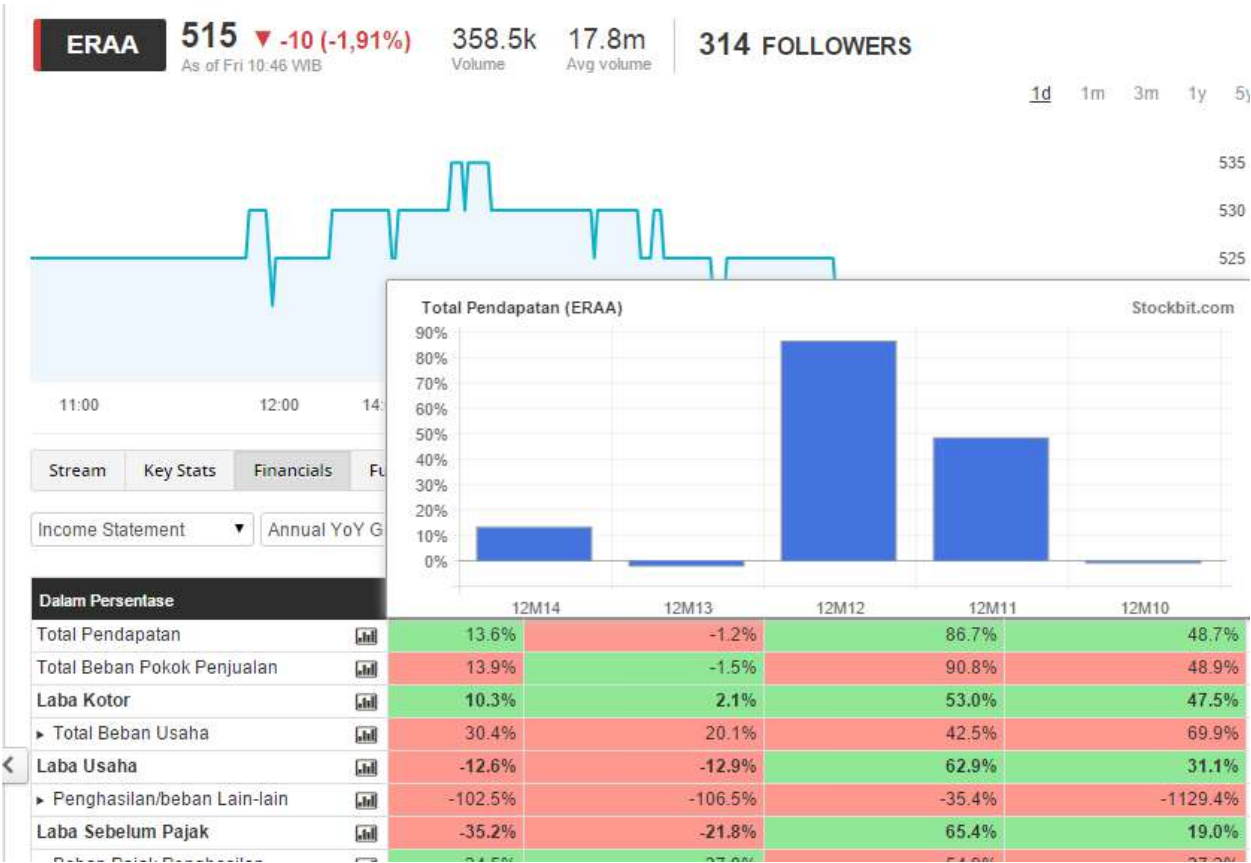 ERAA 515 ▼ -10 (-1,91%) 358.5k 17.8m 314 FOLLOWERS
As of Fri 10:46 WIB Volume Avg volume
1d 1m 3m 1y 5y
535
530
525
Total Pendapatan (ERAA) Stockbit.com
90%
80%
70%
60%
50%
40%
30%
20%
10%
0%
11:00 12:00 14:
Stream Key Stats Financials Fu
Income Statement ▼ Annual YoY G
12M14 12M13 12M12 12M11 12M10
Dalam Persentase
Total Pendapatan 13.6% -1.2% 86.7% 48.7%
Total Beban Pokok Penjualan 13.9% -1.5% 90.8% 48.9%
Laba Kotor 10.3% 2.1% 53.0% 47.5%
▸ Total Beban Usaha 30.4% 20.1% 42.5% 69.9%
Laba Usaha -12.6% -12.9% 62.9% 31.1%
▸ Penghasilan/beban Lain-lain -102.5% -106.5% -35.4% -1129.4%
Laba Sebelum Pajak -35.2% -21.8% 65.4% 19.0%